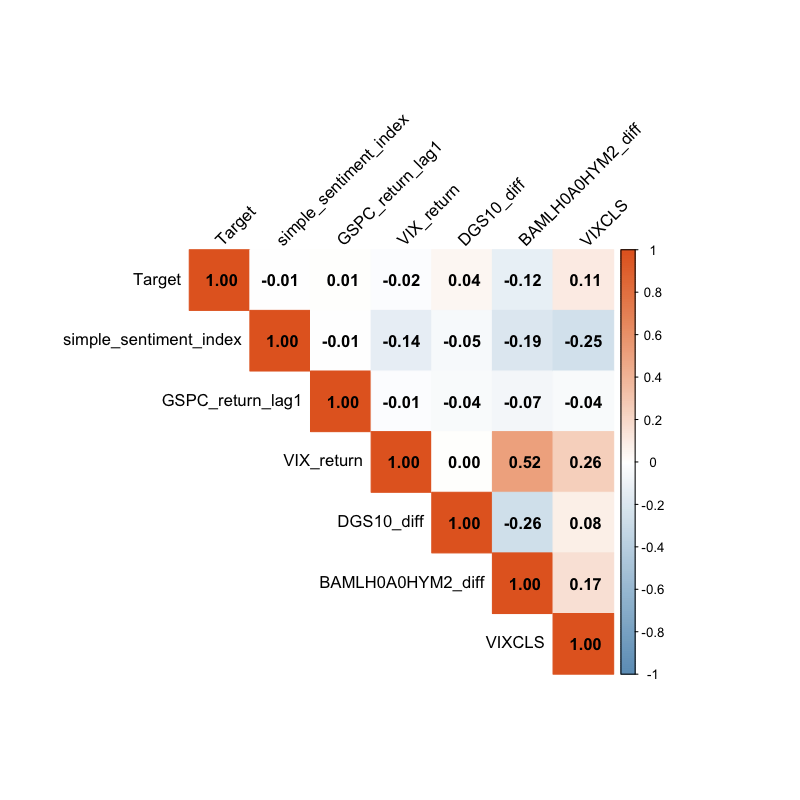 Target
simple_sentiment_index
GSPC_return_lag1
VIX_return
DGS10_diff
BAMLH0A0HYM2_diff
VIXCLS
Target 1.00 -0.01 0.01 -0.02 0.04 -0.12 0.11
simple_sentiment_index 1.00 -0.01 -0.14 -0.05 -0.19 -0.25
GSPC_return_lag1 1.00 -0.01 -0.04 -0.07 -0.04
VIX_return 1.00 0.00 0.52 0.26
DGS10_diff 1.00 -0.26 0.08
BAMLH0A0HYM2_diff 1.00 0.17
VIXCLS 1.00
1
0.8
0.6
0.4
0.2
0
-0.2
-0.4
-0.6
-0.8
-1